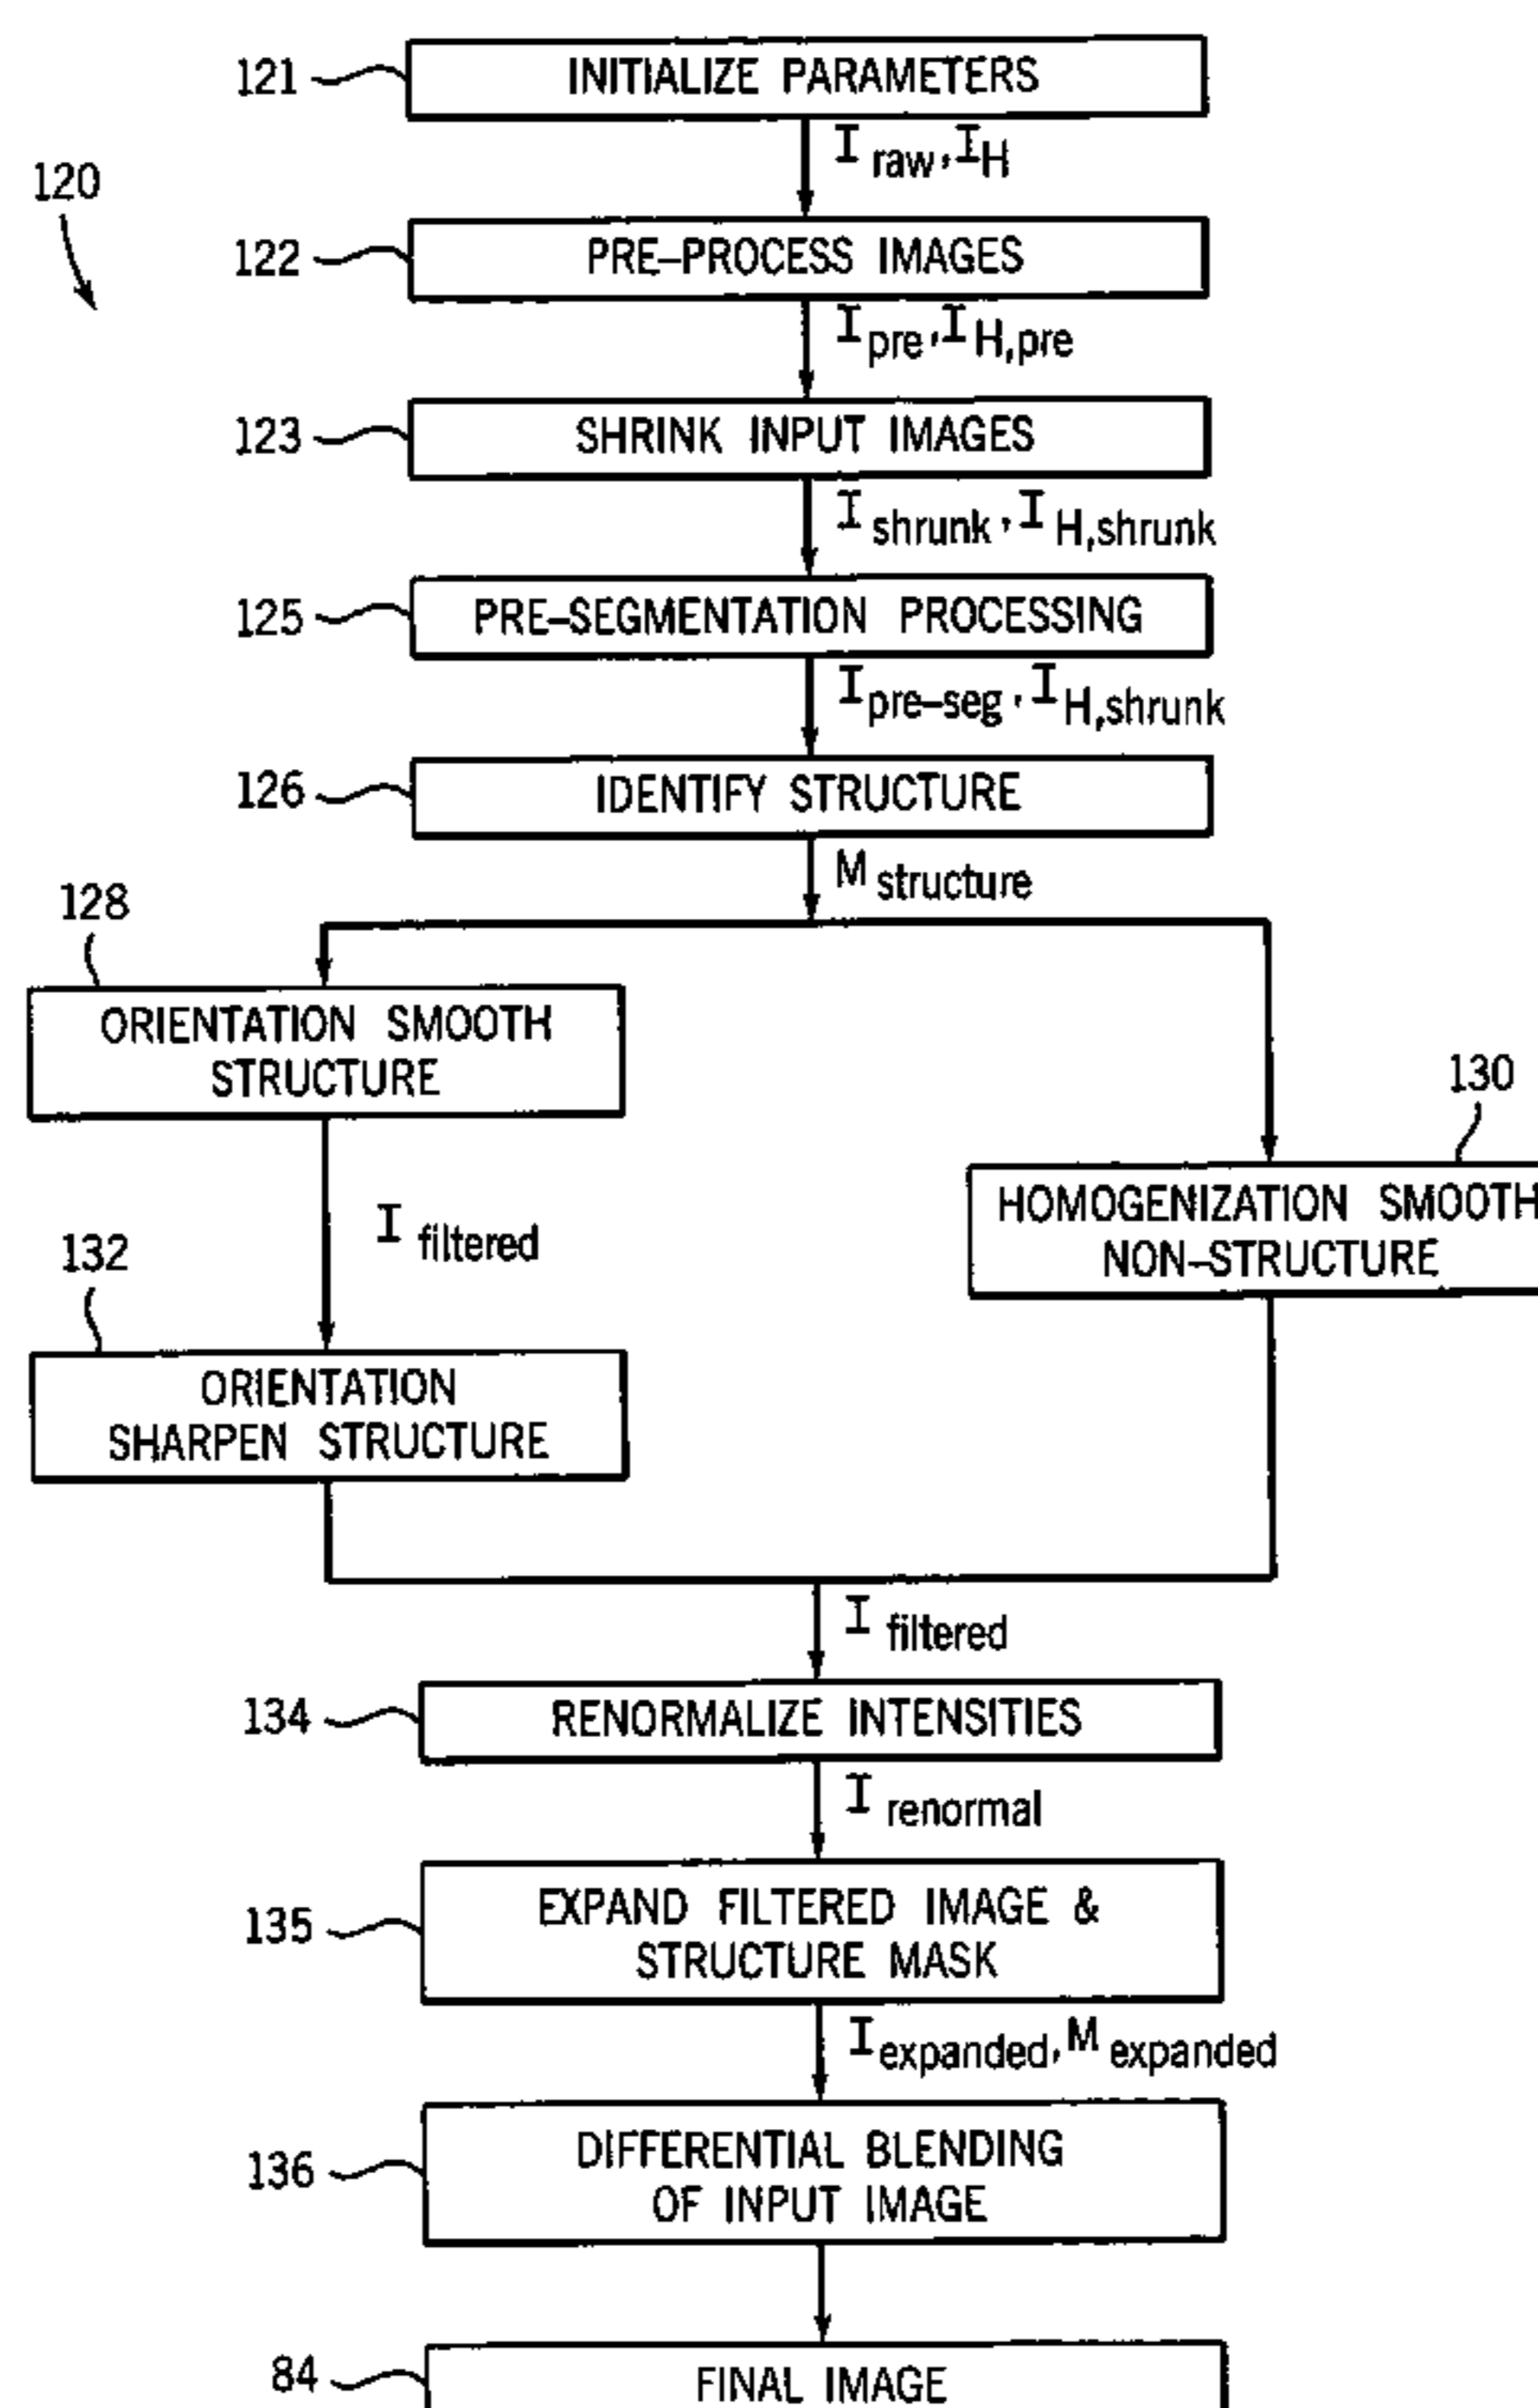 121 INITIALIZE PARAMETERS
I raw, I H
120
122 PRE-PROCESS IMAGES
I pre, I H,pre
123 SHRINK INPUT IMAGES
I shrunk, I H,shrunk
125 PRE-SEGMENTATION PROCESSING
I pre-seg, I H,shrunk
126 IDENTIFY STRUCTURE
M structure
128
ORIENTATION SMOOTH
STRUCTURE
130
HOMOGENIZATION SMOOTH
NON-STRUCTURE
I filtered
132
ORIENTATION
SHARPEN STRUCTURE
I filtered
134 RENORMALIZE INTENSITIES
I renormal
135 EXPAND FILTERED IMAGE &
STRUCTURE MASK
I expanded, M expanded
136 DIFFERENTIAL BLENDING
OF INPUT IMAGE
84 FINAL IMAGE